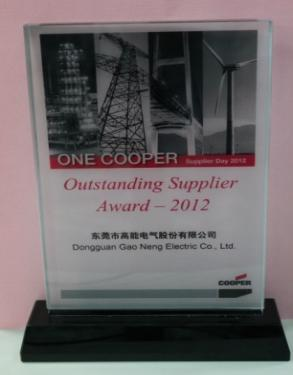 ONE COOPER Supplier Day 2012
Outstanding Supplier
Award – 2012
东莞市高能电气股份有限公司
Dongguan Gao Neng Electric Co., Ltd.
COOPER